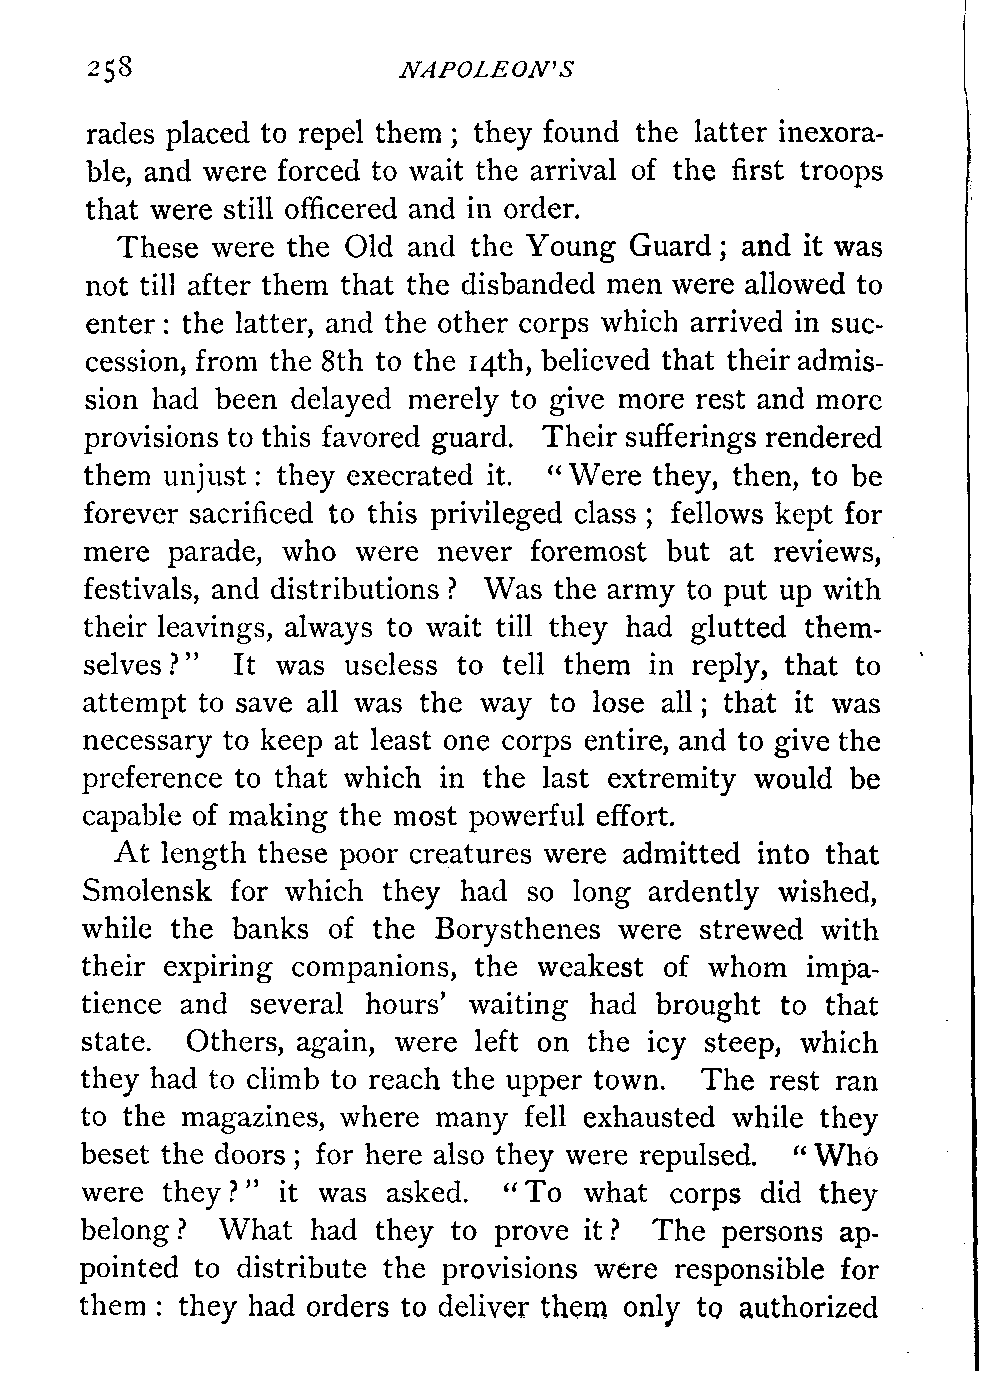 258 NAPOLEON'S
rades placed to repel them ; they found the latter inexora-
ble, and were forced to wait the arrival of the first troops
that were still officered and in order.
These were the Old and the Young Guard ; and it was
not till after them that the disbanded men were allowed to
enter : the latter, and the other corps which arrived in suc-
cession, from the 8th to the 14th, believed that their admis-
sion had been delayed merely to give more rest and more
provisions to this favored guard. Their sufferings rendered
them unjust : they execrated it. “ Were they, then, to be
forever sacrificed to this privileged class ; fellows kept for
mere parade, who were never foremost but at reviews,
festivals, and distributions ? Was the army to put up with
their leavings, always to wait till they had glutted them-
selves ? ” It was useless to tell them in reply, that to
attempt to save all was the way to lose all ; that it was
necessary to keep at least one corps entire, and to give the
preference to that which in the last extremity would be
capable of making the most powerful effort.
At length these poor creatures were admitted into that
Smolensk for which they had so long ardently wished,
while the banks of the Borysthenes were strewed with
their expiring companions, the weakest of whom impa-
tience and several hours’ waiting had brought to that
state. Others, again, were left on the icy steep, which
they had to climb to reach the upper town. The rest ran
to the magazines, where many fell exhausted while they
beset the doors ; for here also they were repulsed. “ Who
were they ? ” it was asked. “ To what corps did they
belong ? What had they to prove it ? The persons ap-
pointed to distribute the provisions were responsible for
them : they had orders to deliver them only to authorized